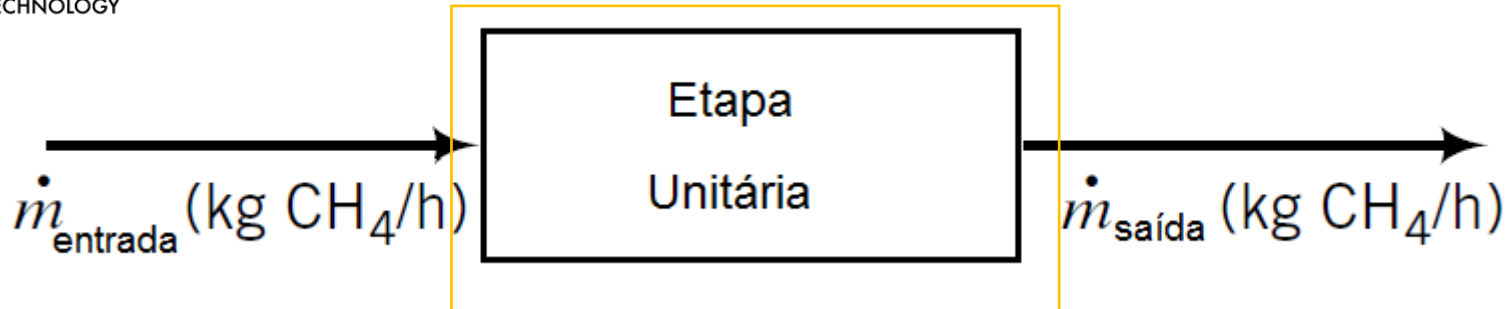 ECHNOLOGY
Etapa
Unitária
ṁentrada (kg CH₄/h)
ṁsaída (kg CH₄/h)